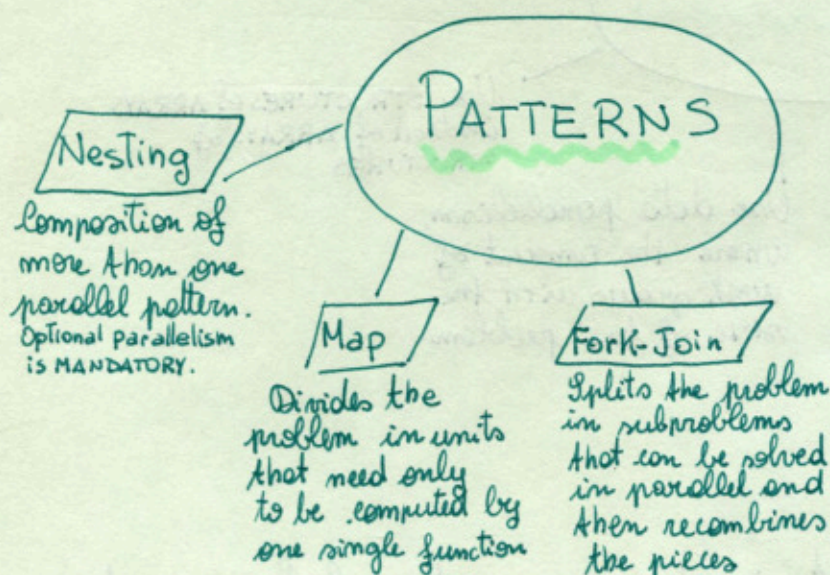 PATTERNS
Nesting
Composition of
more than one
parallel pattern.
Optional parallelism
is MANDATORY.
Map
Divides the
problem in units
that need only
to be computed by
one single function
Fork-Join
Splits the problem
in subproblems
that can be solved
in parallel and
then recombines
the pieces